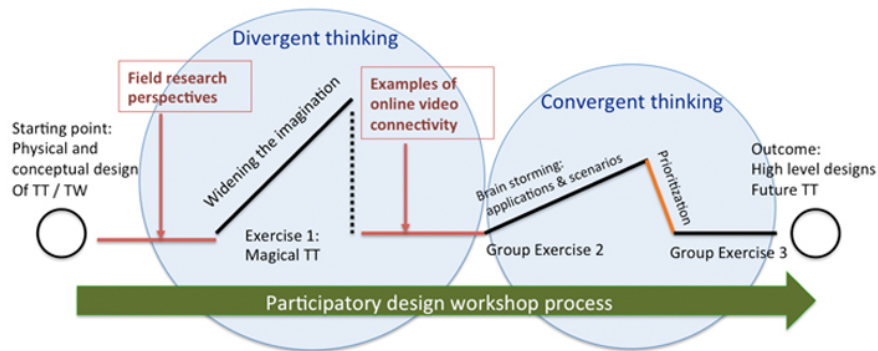 Divergent thinking
Field research
perspectives
Examples of
online video
connectivity
Convergent thinking
Starting point:
Physical and
conceptual design
Of TT / TW
Widening the imagination
Exercise 1:
Magical TT
Brain storming:
applications & scenarios
Group Exercise 2
Prioritization
Group Exercise 3
Outcome:
High level designs
Future TT
Participatory design workshop process